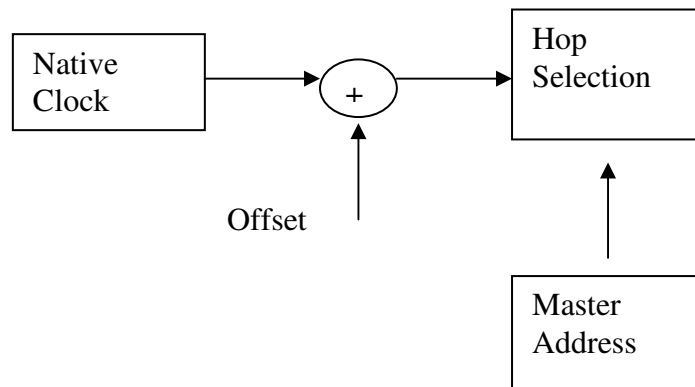 Native
Clock
+
Hop
Selection
Offset
Master
Address